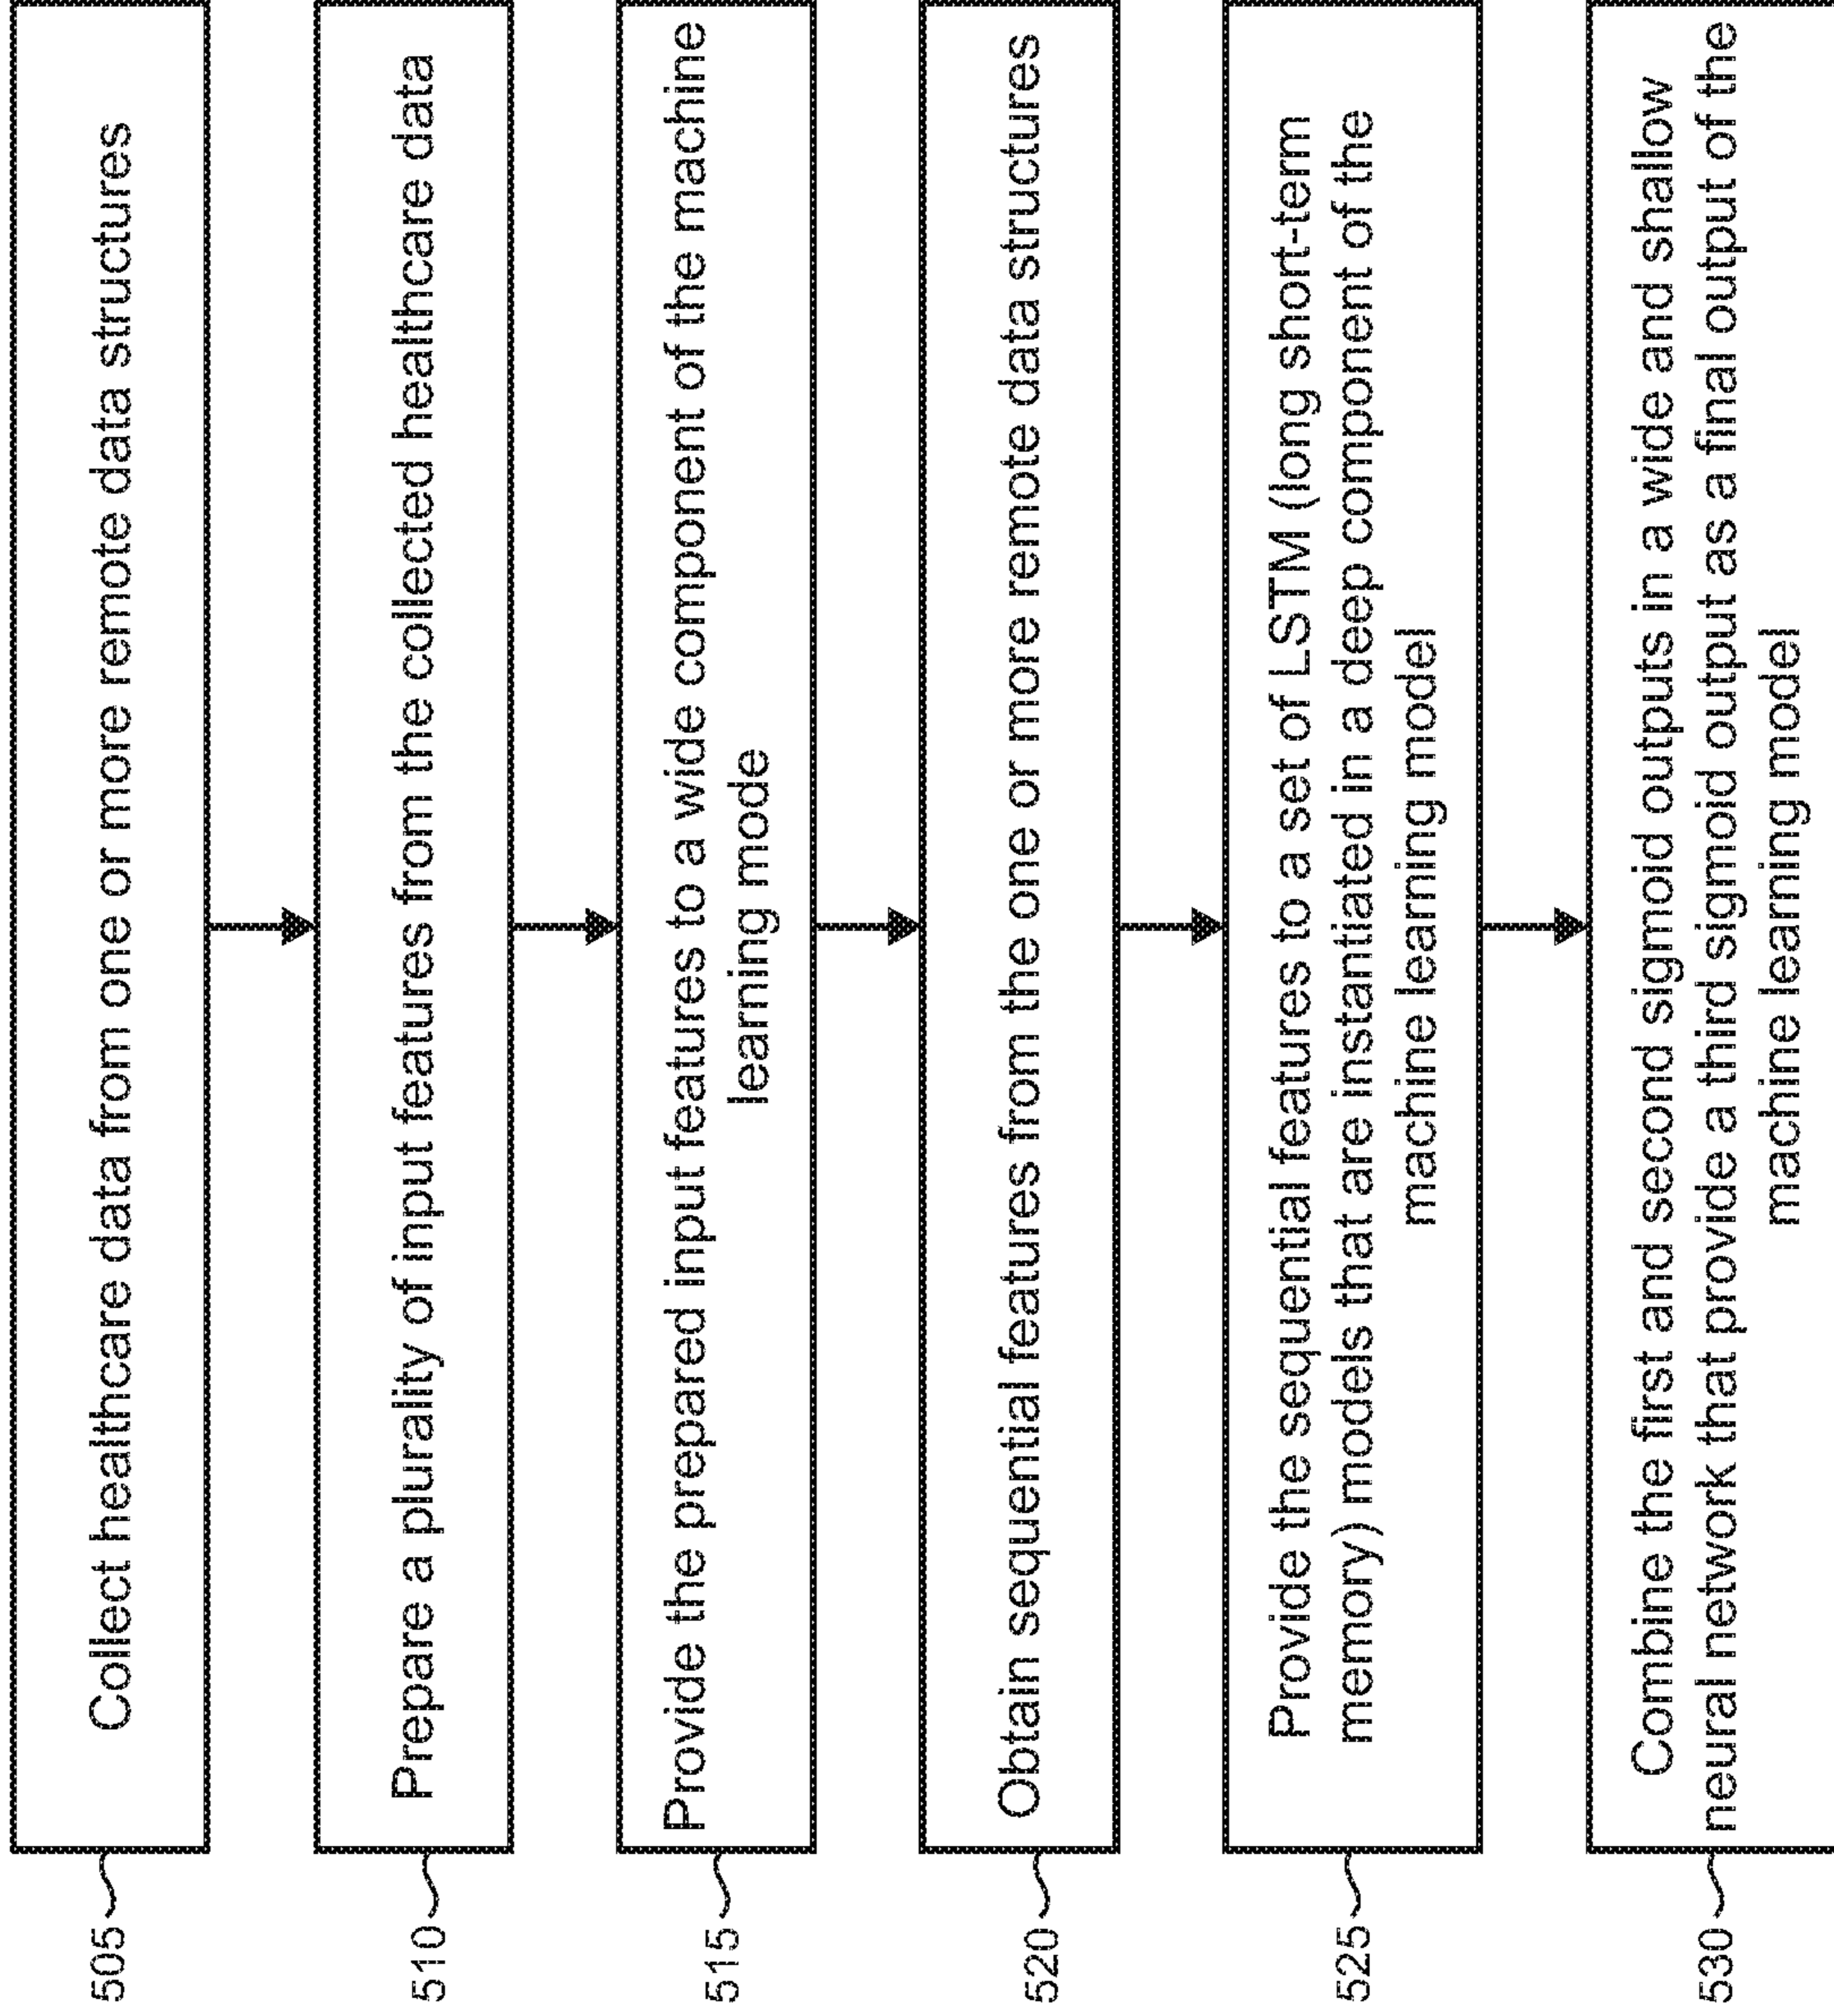 505
Collect healthcare data from one or more remote data structures
510
Prepare a plurality of input features from the collected healthcare data
515
Provide the prepared input features to a wide component of the machine
learning mode
520
Obtain sequential features from the one or more remote data structures
525
Provide the sequential features to a set of LSTM (long short-term
memory) models that are instantiated in a deep component of the
machine learning model
530
Combine the first and second sigmoid outputs in a wide and shallow
neural network that provide a third sigmoid output as a final output of the
machine learning model